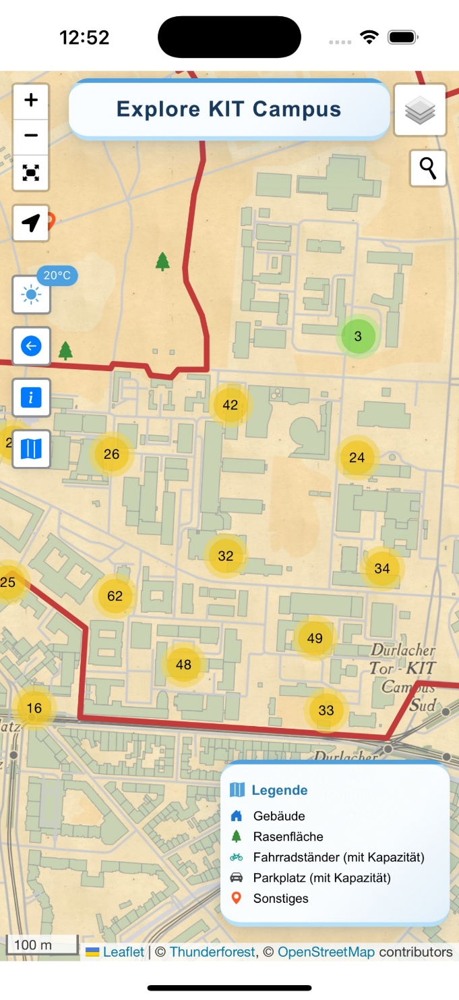 12:52
+
Explore KIT Campus
−
20°C
3
i
42
26
24
2
32
34
25
62
49
48
Durlacher
Tor - KIT
Campus
Sud
16
33
atz
Durlacher
z
Legende
Gebäude
Rasenfläche
Fahrradständer (mit Kapazität)
Parkplatz (mit Kapazität)
Sonstiges
100 m
Leaflet | © Thunderforest, © OpenStreetMap contributors